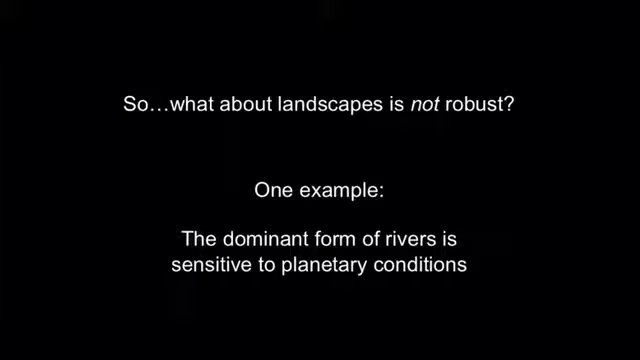 So…what about landscapes is not robust?
One example:
The dominant form of rivers is
sensitive to planetary conditions